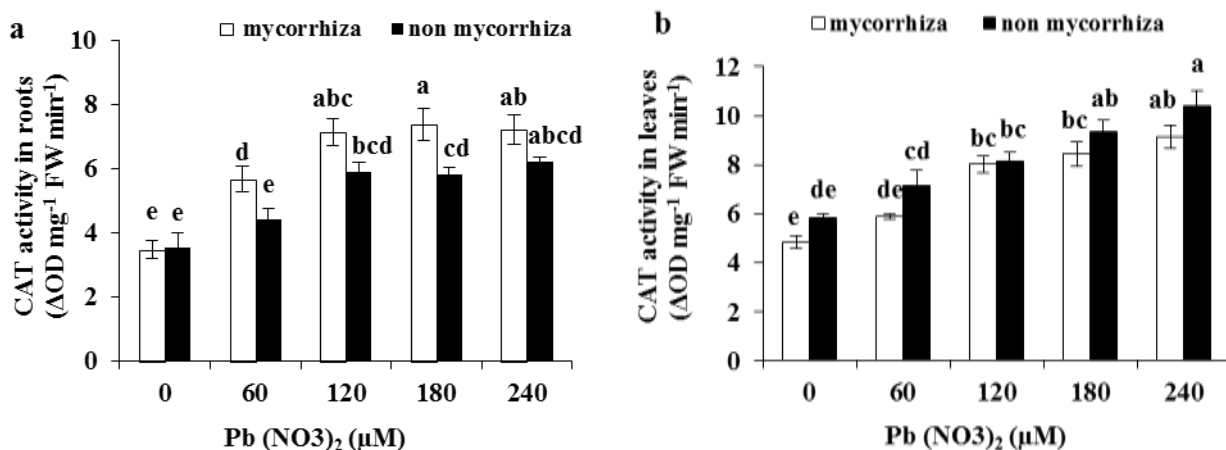 a
mycorrhiza
non mycorrhiza
CAT activity in roots
(ΔOD mg⁻¹ FW min⁻¹)
10
8
6
4
2
0
e
e
d
e
abc
bcd
a
cd
ab
abcd
0
60
120
180
240
Pb (NO3)₂ (µM)
b
mycorrhiza
non mycorrhiza
CAT activity in leaves
(ΔOD mg⁻¹ FW min⁻¹)
12
10
8
6
4
2
0
e
de
de
cd
bc
bc
bc
ab
ab
a
0
60
120
180
240
Pb (NO3)₂ (µM)